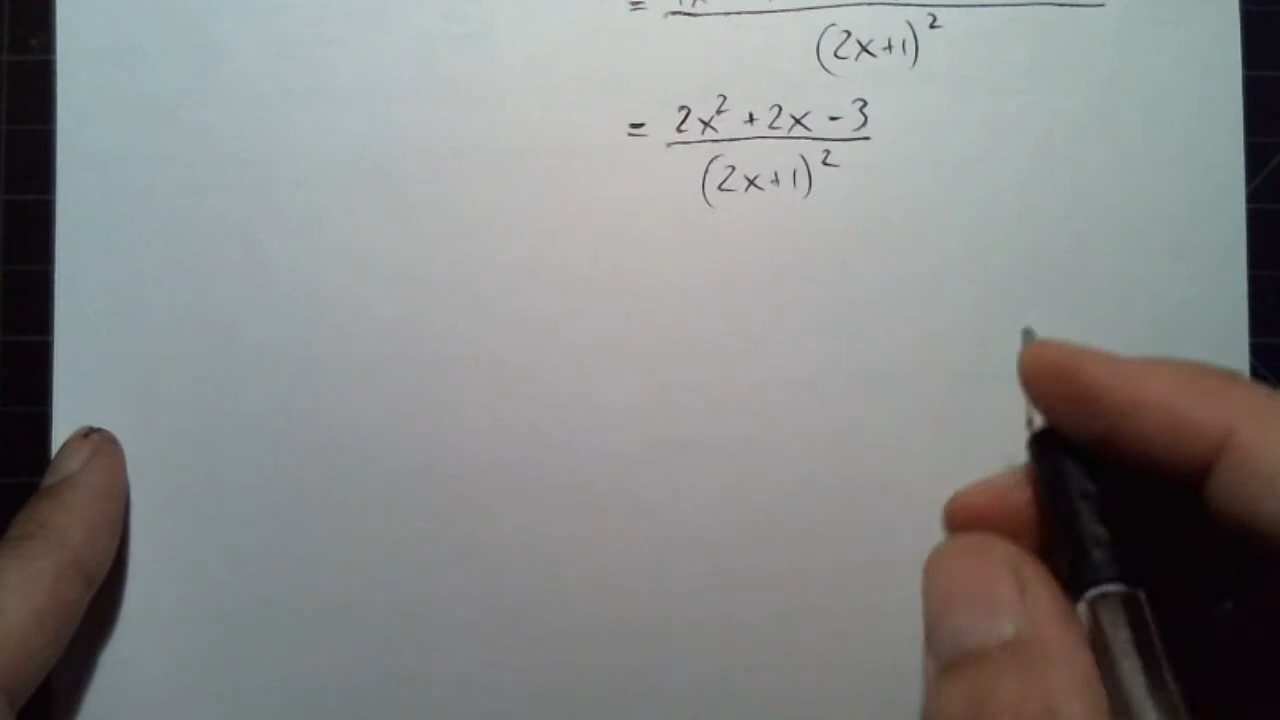 =
(2x+1)²
= 2x² + 2x - 3
(2x+1)²